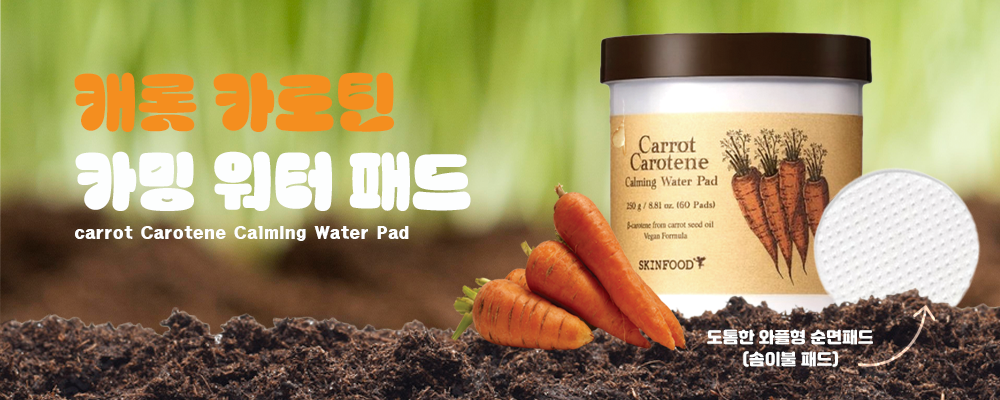 캐롯 카로틴
카밍 워터 패드
carrot Carotene Calming Water Pad
Carrot
Carotene
Calming Water Pad
250 g / 8.81 oz. (60 Pads)
β-carotene from carrot seed oil
Vegan Formula
SKINFOOD
도톰한 와플형 순면패드
(솜이불 패드)